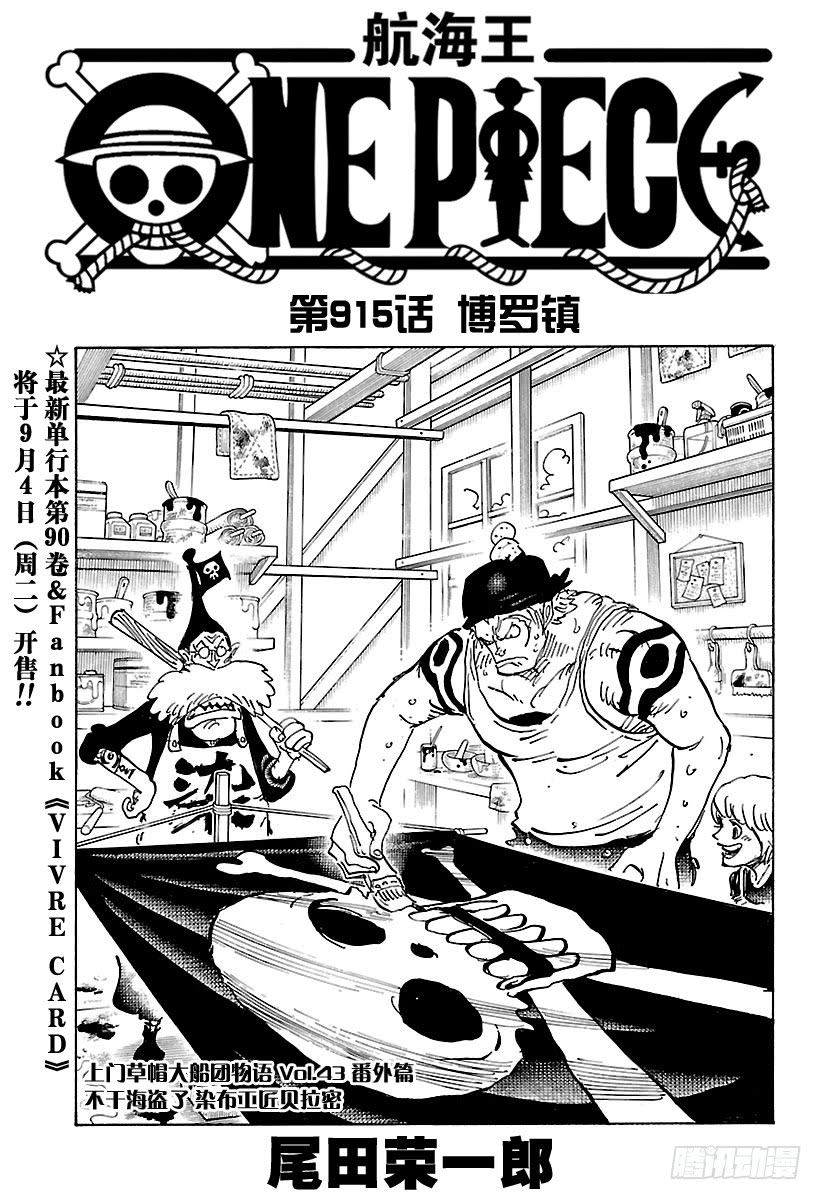 航海王
ONE PIECE
第915话 博罗镇
☆最新单行本第90卷&Fanbook《VIVRE CARD》
将于9月4日(周二)开售!!
染
上门草帽大船团物语 Vol.43 番外篇
不干海盗了 染布工匠贝拉密
尾田荣一郎
腾讯动漫